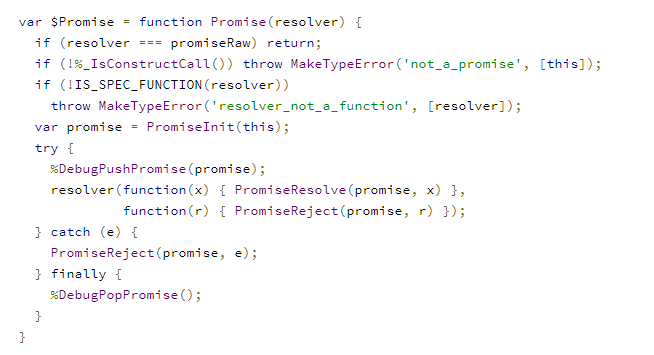 var $Promise = function Promise(resolver) {
  if (resolver === promiseRaw) return;
  if (!%_IsConstructCall()) throw MakeTypeError('not_a_promise', [this]);
  if (!IS_SPEC_FUNCTION(resolver))
    throw MakeTypeError('resolver_not_a_function', [resolver]);
  var promise = PromiseInit(this);
  try {
    %DebugPushPromise(promise);
    resolver(function(x) { PromiseResolve(promise, x) },
             function(r) { PromiseReject(promise, r) });
  } catch (e) {
    PromiseReject(promise, e);
  } finally {
    %DebugPopPromise();
  }
}